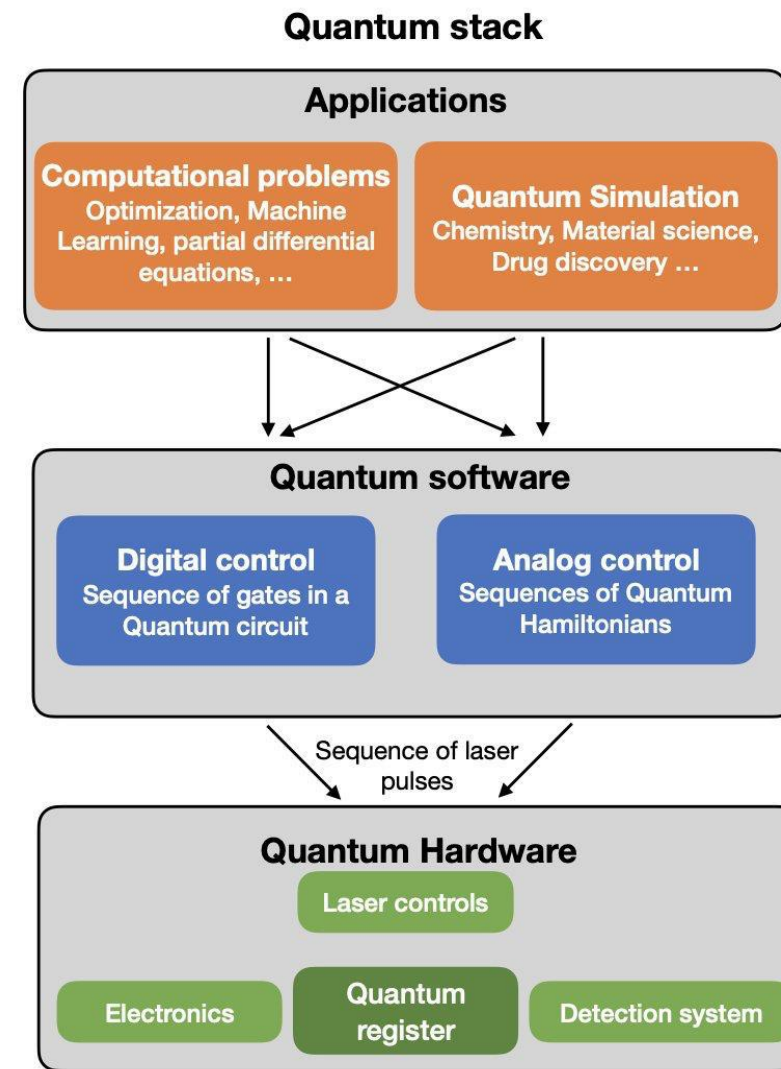 Quantum stack
Applications
Computational problems
Optimization, Machine
Learning, partial differential
equations, ...
Quantum Simulation
Chemistry, Material science,
Drug discovery ...
Quantum software
Digital control
Sequence of gates in a
Quantum circuit
Analog control
Sequences of Quantum
Hamiltonians
Sequence of laser
pulses
Quantum Hardware
Laser controls
Electronics
Quantum
register
Detection system